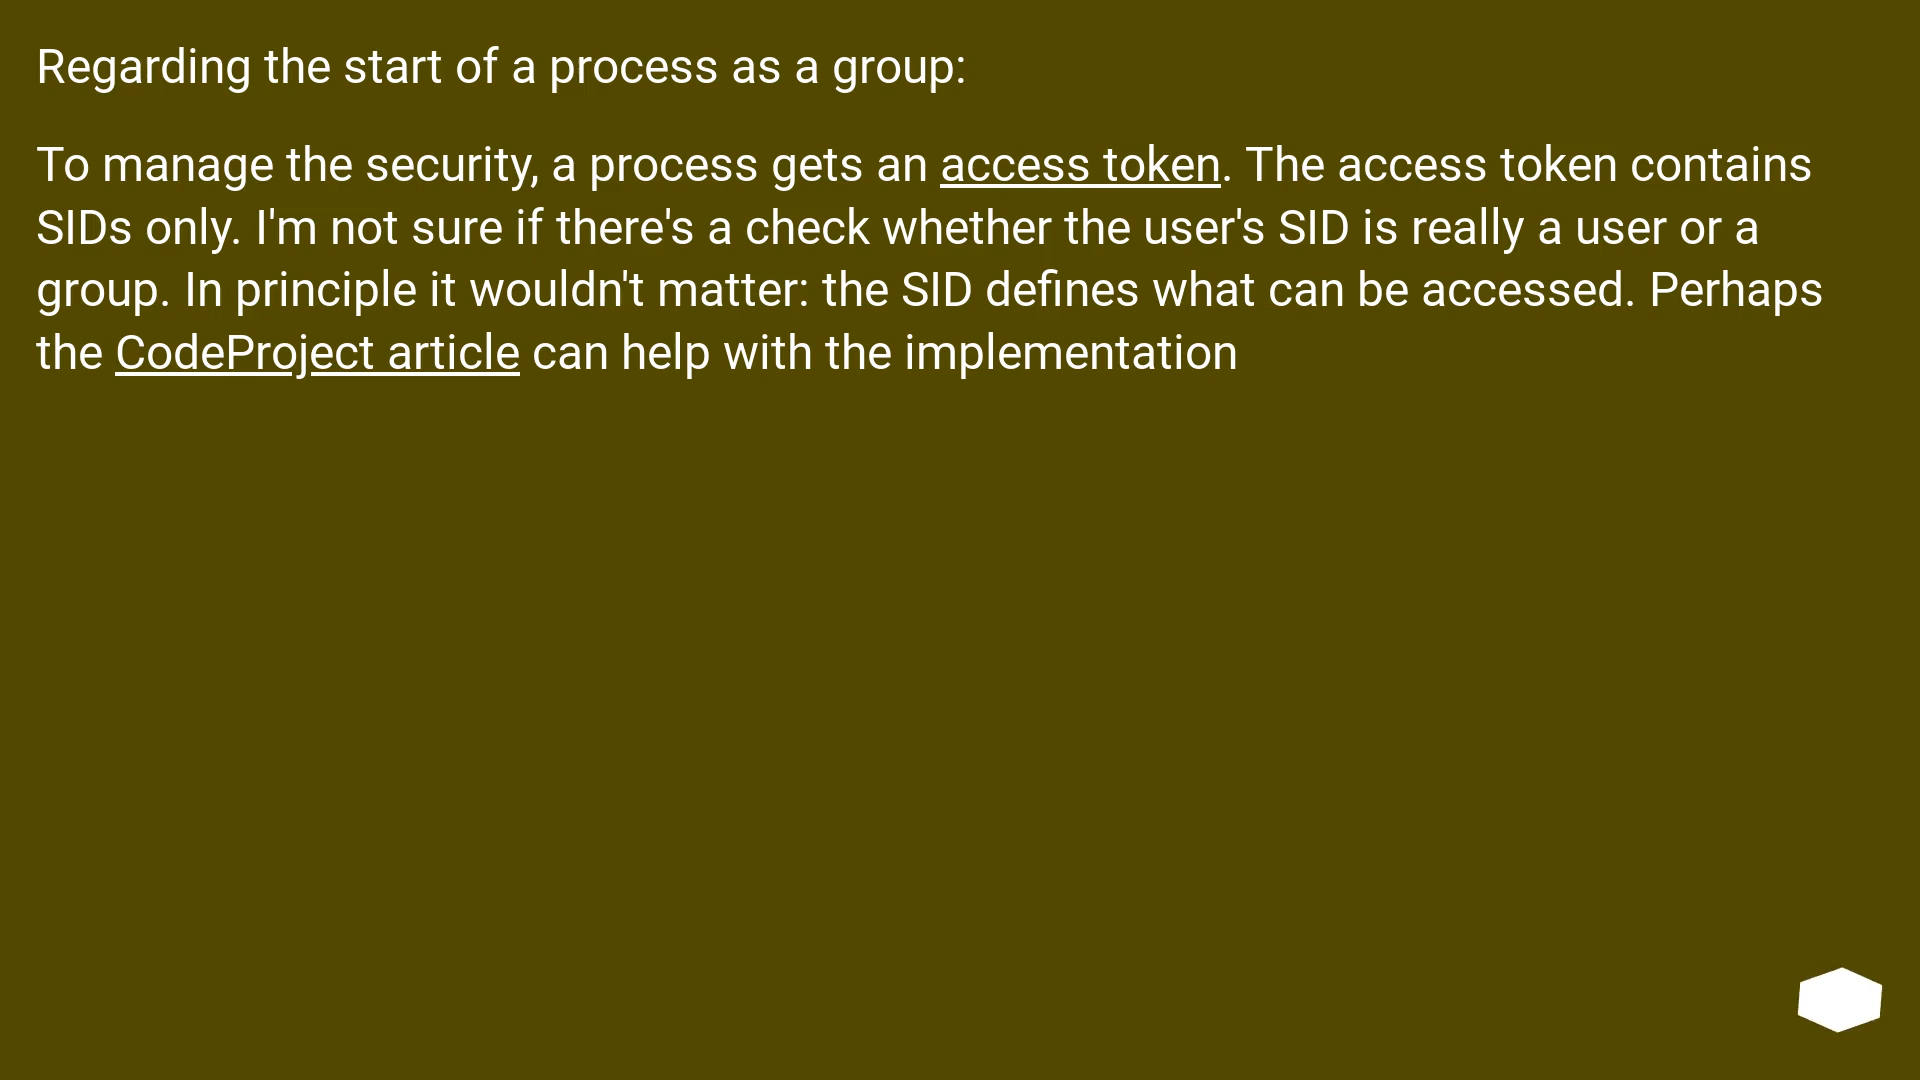 Regarding the start of a process as a group:
To manage the security, a process gets an access token. The access token contains
SIDs only. I'm not sure if there's a check whether the user's SID is really a user or a
group. In principle it wouldn't matter: the SID defines what can be accessed. Perhaps
the CodeProject article can help with the implementation